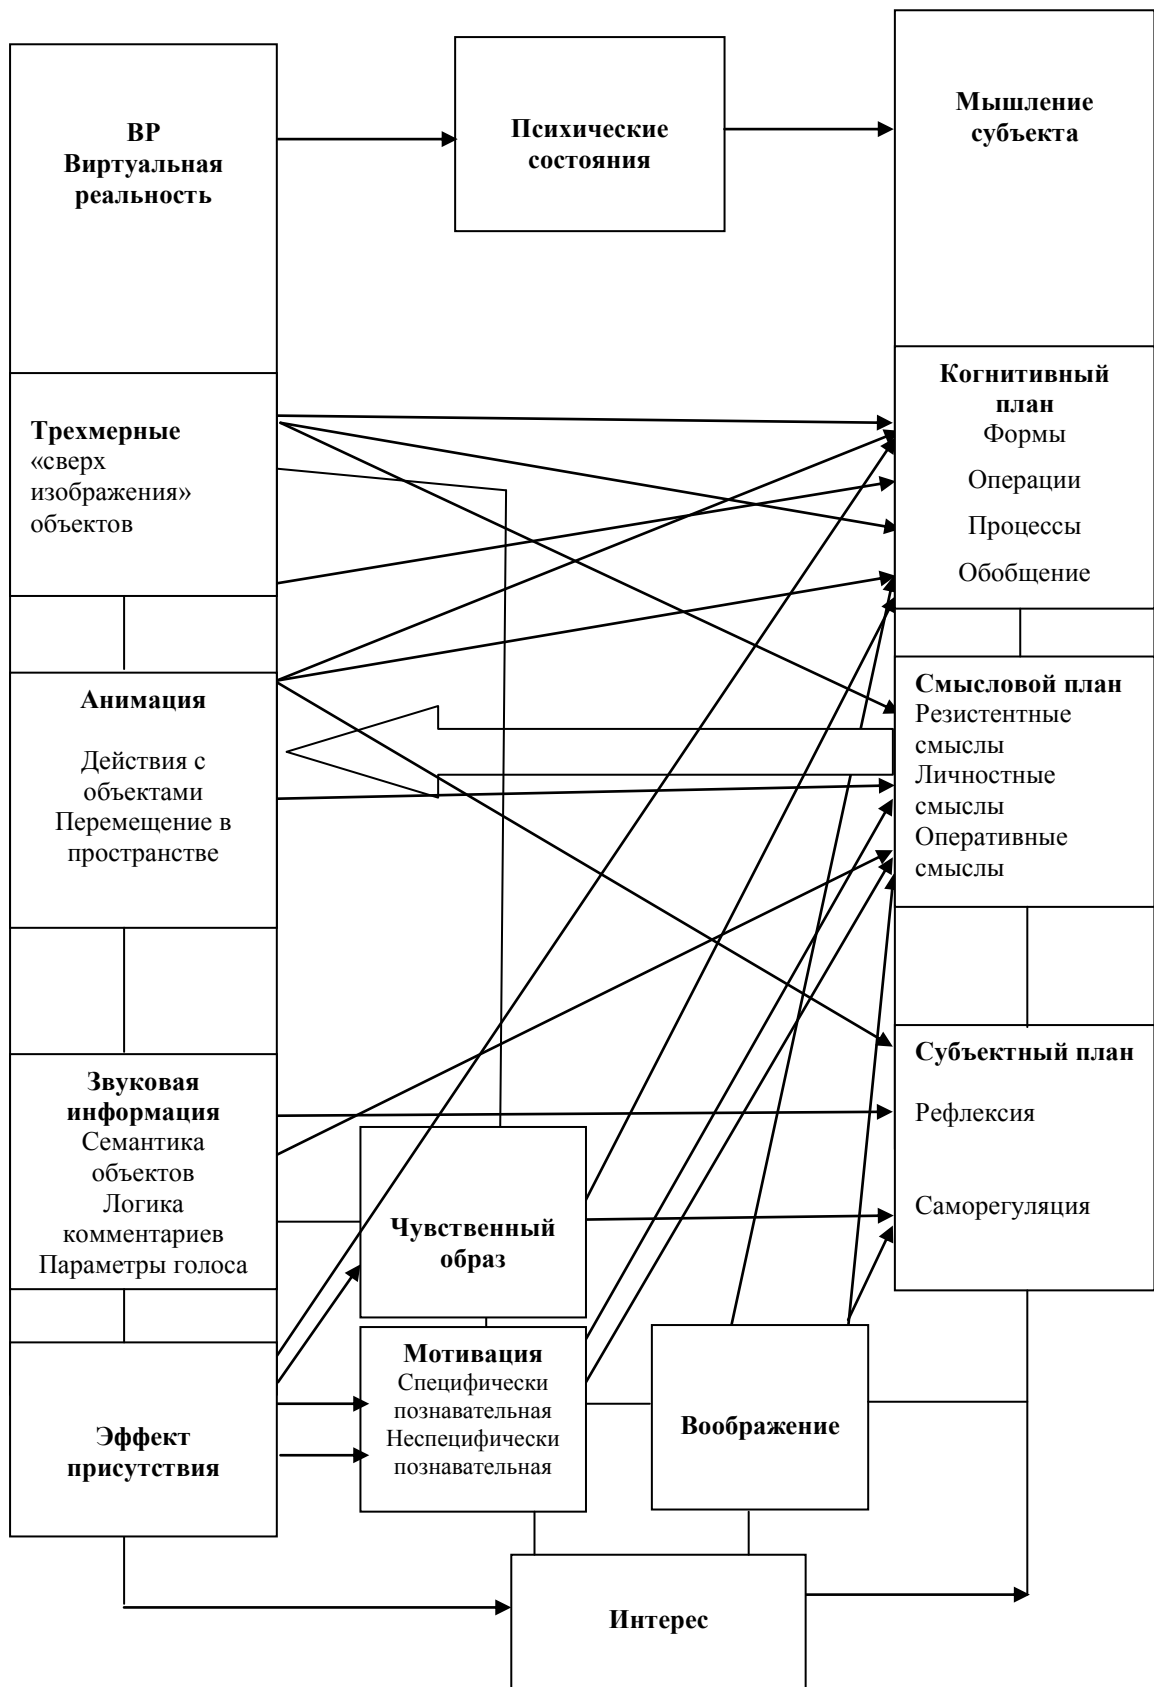 ВР
Виртуальная
реальность
Психические
состояния
Мышление
субъекта
Трехмерные
«сверх
изображения»
объектов
Когнитивный
план
Формы
Операции
Процессы
Обобщение
Анимация
Действия с
объектами
Перемещение в
пространстве
Смысловой план
Резистентные
смыслы
Личностные
смыслы
Оперативные
смыслы
Звуковая
информация
Семантика
объектов
Логика
комментариев
Параметры голоса
Субъектный план
Рефлексия
Саморегуляция
Чувственный
образ
Эффект
присутствия
Мотивация
Специфически
познавательная
Неспецифически
познавательная
Воображение
Интерес